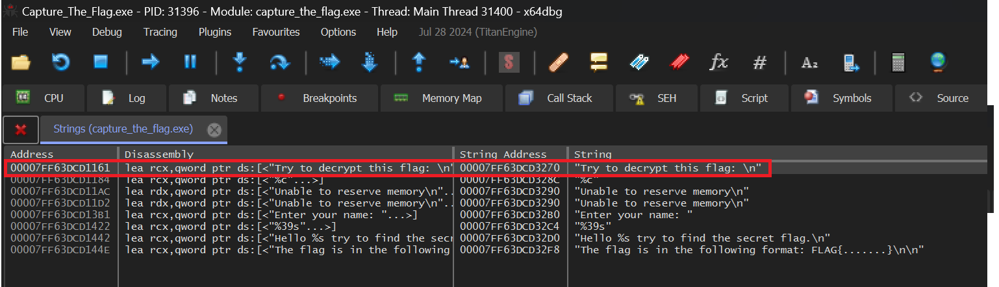 Capture_The_Flag.exe - PID: 31396 - Module: capture_the_flag.exe - Thread: Main Thread 31400 - x64dbg
File View Debug Tracing Plugins Favourites Options Help Jul 28 2024 (TitanEngine)
$ fx # A2
CPU Log Notes Breakpoints Memory Map Call Stack SEH Script Symbols Source
Strings (capture_the_flag.exe)
Address Disassembly String Address String
00007FF63DCD1161 lea rcx,qword ptr ds:[<"Try to decrypt this flag: \n" 00007FF63DCD3270 "Try to decrypt this flag: \n"
00007FF63DCD1184 lea rcx,qword ptr ds:[<"%c"...>] 00007FF63DCD328C "%c"
00007FF63DCD11AC lea rdx,qword ptr ds:[<"Unable to reserve memory\n".. 00007FF63DCD3290 "Unable to reserve memory\n"
00007FF63DCD11D2 lea rdx,qword ptr ds:[<"Unable to reserve memory\n".. 00007FF63DCD3290 "Unable to reserve memory\n"
00007FF63DCD13B1 lea rcx,qword ptr ds:[<"Enter your name: "...>] 00007FF63DCD32B0 "Enter your name: "
00007FF63DCD1422 lea rcx,qword ptr ds:[<"%39s"...>] 00007FF63DCD32C4 "%39s"
00007FF63DCD1442 lea rcx,qword ptr ds:[<"Hello %s try to find the secr 00007FF63DCD32D0 "Hello %s try to find the secret flag.\n"
00007FF63DCD144E lea rcx,qword ptr ds:[<"The flag is in the following 00007FF63DCD32F8 "The flag is in the following format: FLAG{.......}\n\n"